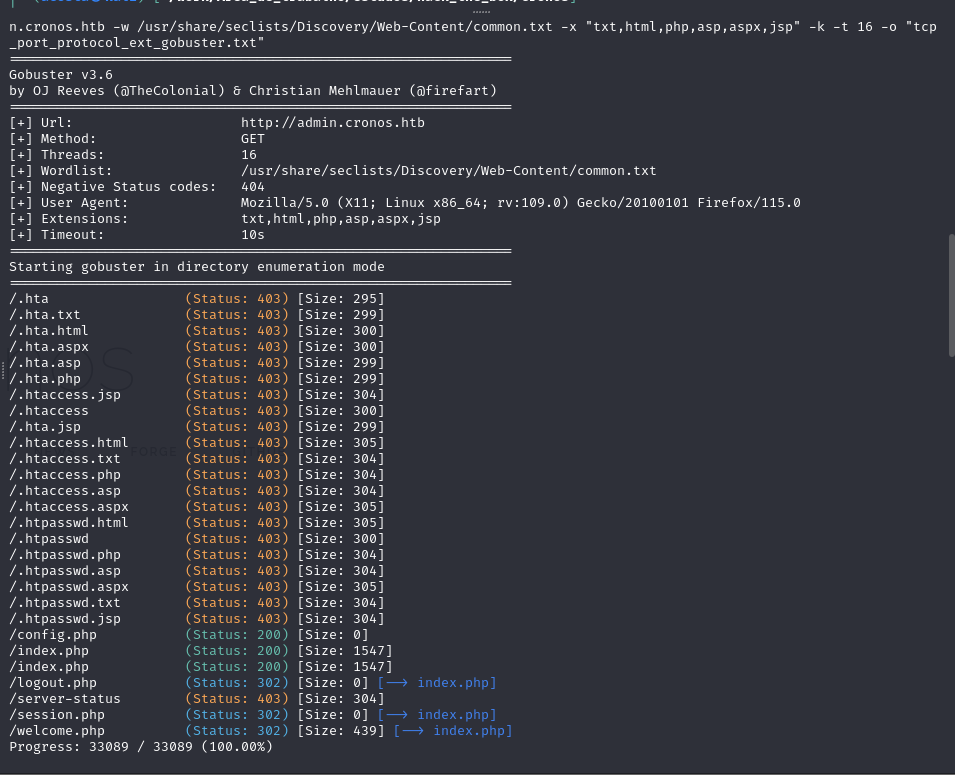 n.cronos.htb -w /usr/share/seclists/Discovery/Web-Content/common.txt -x "txt,html,php,asp,aspx,jsp" -k -t 16 -o "tcp
_port_protocol_ext_gobuster.txt"
===============================================================
Gobuster v3.6
by OJ Reeves (@TheColonial) & Christian Mehlmauer (@firefart)
===============================================================
[+] Url:                     http://admin.cronos.htb
[+] Method:                  GET
[+] Threads:                 16
[+] Wordlist:                /usr/share/seclists/Discovery/Web-Content/common.txt
[+] Negative Status codes:   404
[+] User Agent:              Mozilla/5.0 (X11; Linux x86_64; rv:109.0) Gecko/20100101 Firefox/115.0
[+] Extensions:              txt,html,php,asp,aspx,jsp
[+] Timeout:                 10s
===============================================================
Starting gobuster in directory enumeration mode
===============================================================
/.hta                 (Status: 403) [Size: 295]
/.hta.txt             (Status: 403) [Size: 299]
/.hta.html            (Status: 403) [Size: 300]
/.hta.aspx            (Status: 403) [Size: 300]
/.hta.asp             (Status: 403) [Size: 299]
/.hta.php             (Status: 403) [Size: 299]
/.htaccess.jsp        (Status: 403) [Size: 304]
/.htaccess            (Status: 403) [Size: 300]
/.hta.jsp             (Status: 403) [Size: 299]
/.htaccess.html       (Status: 403) [Size: 305]
/.htaccess.txt        (Status: 403) [Size: 304]
/.htaccess.php        (Status: 403) [Size: 304]
/.htaccess.asp        (Status: 403) [Size: 304]
/.htaccess.aspx       (Status: 403) [Size: 305]
/.htpasswd.html       (Status: 403) [Size: 305]
/.htpasswd            (Status: 403) [Size: 300]
/.htpasswd.php        (Status: 403) [Size: 304]
/.htpasswd.asp        (Status: 403) [Size: 304]
/.htpasswd.aspx       (Status: 403) [Size: 305]
/.htpasswd.txt        (Status: 403) [Size: 304]
/.htpasswd.jsp        (Status: 403) [Size: 304]
/config.php           (Status: 200) [Size: 0]
/index.php            (Status: 200) [Size: 1547]
/index.php            (Status: 200) [Size: 1547]
/logout.php           (Status: 302) [Size: 0] [--> index.php]
/server-status        (Status: 403) [Size: 304]
/session.php          (Status: 302) [Size: 0] [--> index.php]
/welcome.php          (Status: 302) [Size: 439] [--> index.php]
Progress: 33089 / 33089 (100.00%)